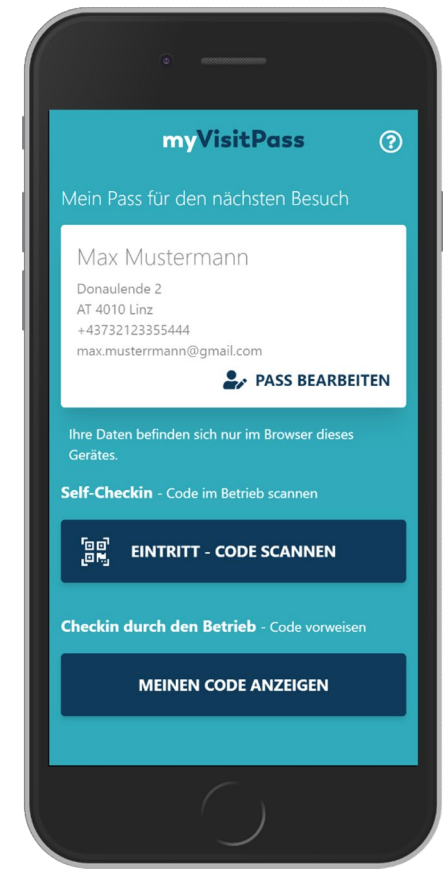 myVisitPass
?
Mein Pass für den nächsten Besuch
Max Mustermann
Donaulende 2
AT 4010 Linz
+43732123355444
max.musterrmann@gmail.com
PASS BEARBEITEN
Ihre Daten befinden sich nur im Browser dieses
Gerätes.
Self-Checkin - Code im Betrieb scannen
EINTRITT - CODE SCANNEN
Checkin durch den Betrieb - Code vorweisen
MEINEN CODE ANZEIGEN